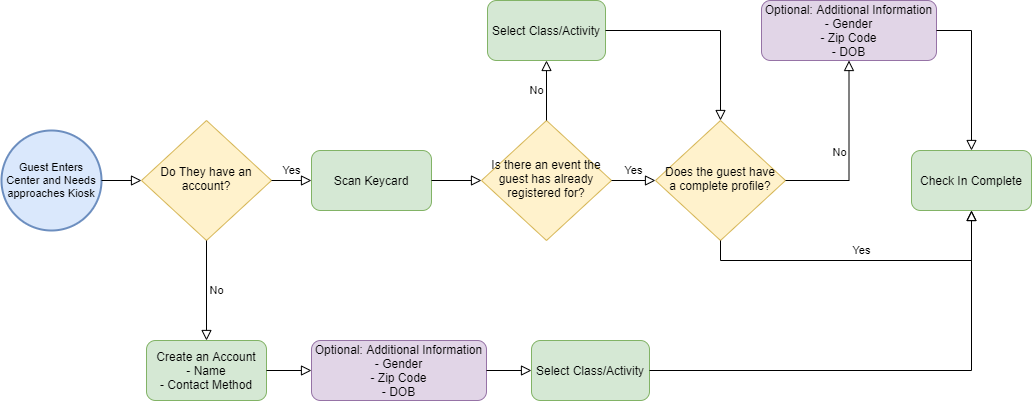 Guest Enters
Center and Needs
approaches Kiosk
Do They have an
account?
Yes
Scan Keycard
Is there an event the
guest has already
registered for?
No
Select Class/Activity
Yes
Does the guest have
a complete profile?
No
Optional: Additional Information
- Gender
- Zip Code
- DOB
Yes
Check In Complete
No
Create an Account
- Name
- Contact Method
Optional: Additional Information
- Gender
- Zip Code
- DOB
Select Class/Activity